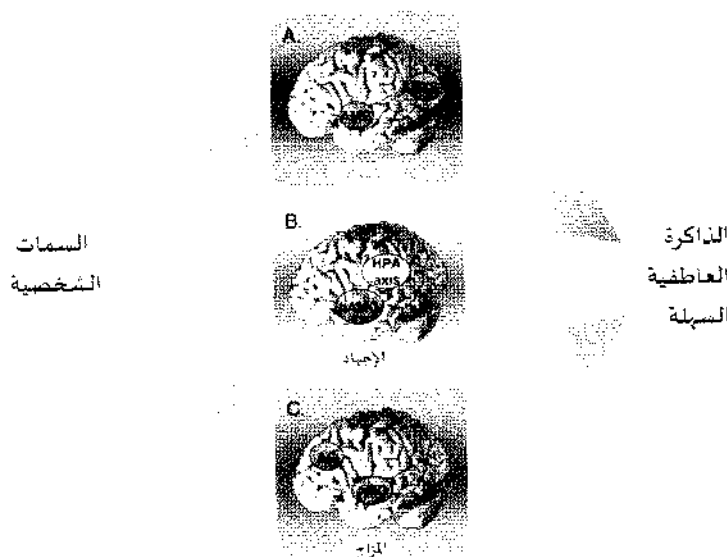 A.
السمات
الشخصية
B.
HPA
axis
الإجهاد
الذاكرة
العاطفية
السهلة
C
المزاج